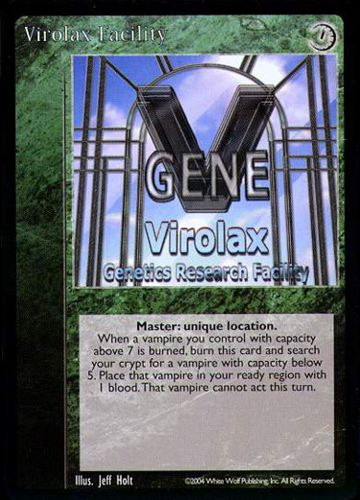 Virolax Facility
V
GENE
Virolax
Genetics Research Facility
Master: unique location.
When a vampire you control with capacity
above 7 is burned, burn this card and search
your crypt for a vampire with capacity below
5. Place that vampire in your ready region with
1 blood. That vampire cannot act this turn.
Illus. Jeff Holt
©2004 White Wolf Publishing, Inc. All Rights Reserved.